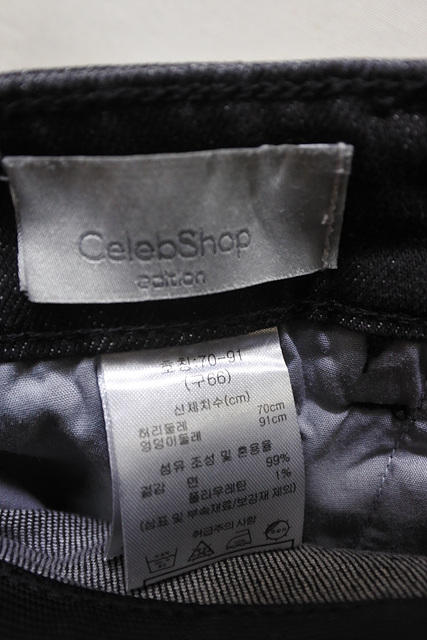 CelebShop
edition
호칭:70-91
(구66)
신체치수(cm)
허리둘레 70cm
엉덩이둘레 91cm
섬유 조성 및 혼용율
겉감 면 99%
폴리우레탄 1%
(심표 및 부속재료/보강재 제외)
취급주의 사항